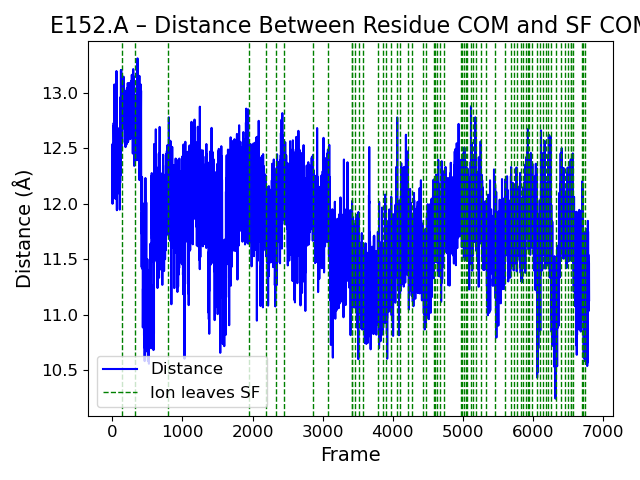 E152.A – Distance Between Residue COM and SF COM
13.0
12.5
12.0
11.5
11.0
10.5
Distance (Å)
Distance
Ion leaves SF
0 1000 2000 3000 4000 5000 6000 7000
Frame